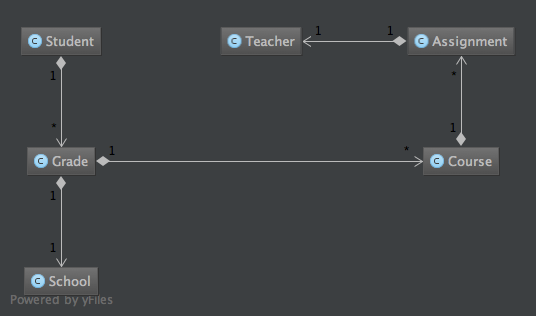 C Student
C Teacher
1
1
C Assignment
1
*
*
1
C Grade
1
*
C Course
1
1
C School
Powered by yFiles